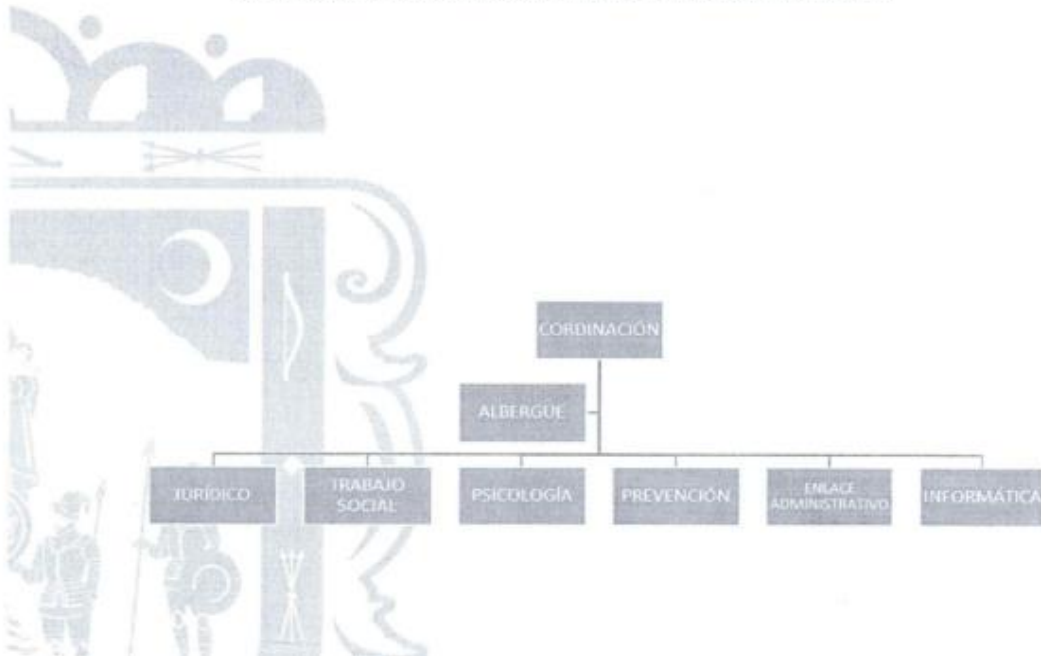 CORDINACIÓN
ALBERGUE
JURÍDICO
TRABAJO
SOCIAL
PSICOLOGÍA
PREVENCIÓN
ENLACE
ADMINISTRATIVO
INFORMÁTICA